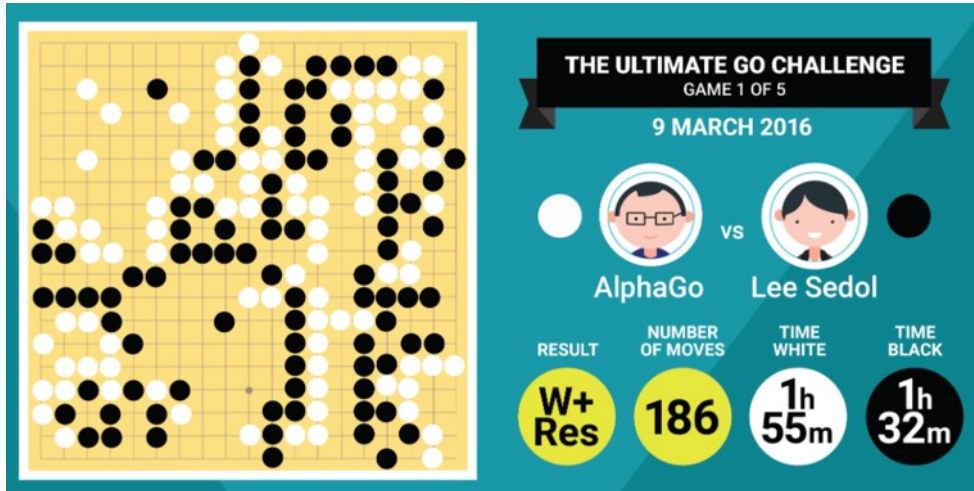 THE ULTIMATE GO CHALLENGE
GAME 1 OF 5
9 MARCH 2016
vs
AlphaGo
Lee Sedol
RESULT
NUMBER
OF MOVES
TIME
WHITE
TIME
BLACK
W+
Res
186
1h
55m
1h
32m